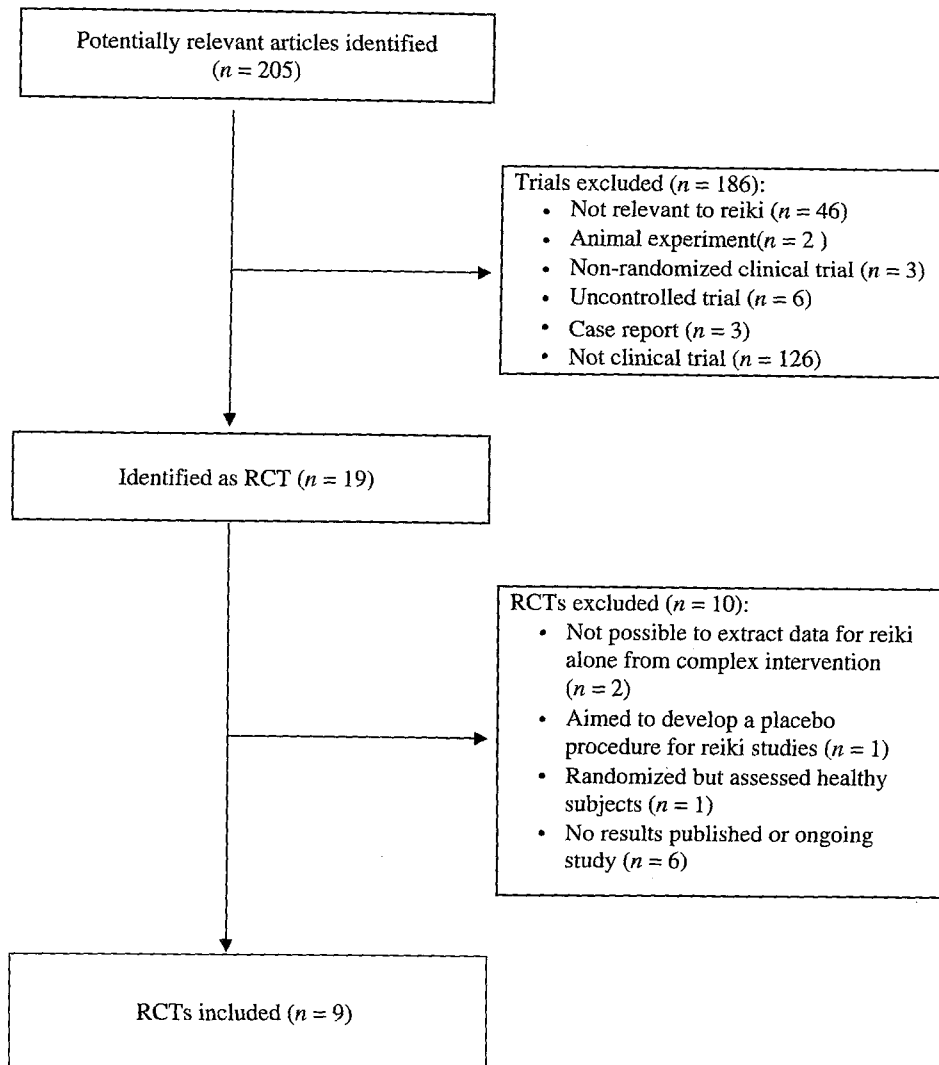 Potentially relevant articles identified
(n = 205)
Trials excluded (n = 186):
• Not relevant to reiki (n = 46)
• Animal experiment(n = 2 )
• Non-randomized clinical trial (n = 3)
• Uncontrolled trial (n = 6)
• Case report (n = 3)
• Not clinical trial (n = 126)
Identified as RCT (n = 19)
RCTs excluded (n = 10):
• Not possible to extract data for reiki
alone from complex intervention
(n = 2)
• Aimed to develop a placebo
procedure for reiki studies (n = 1)
• Randomized but assessed healthy
subjects (n = 1)
• No results published or ongoing
study (n = 6)
RCTs included (n = 9)